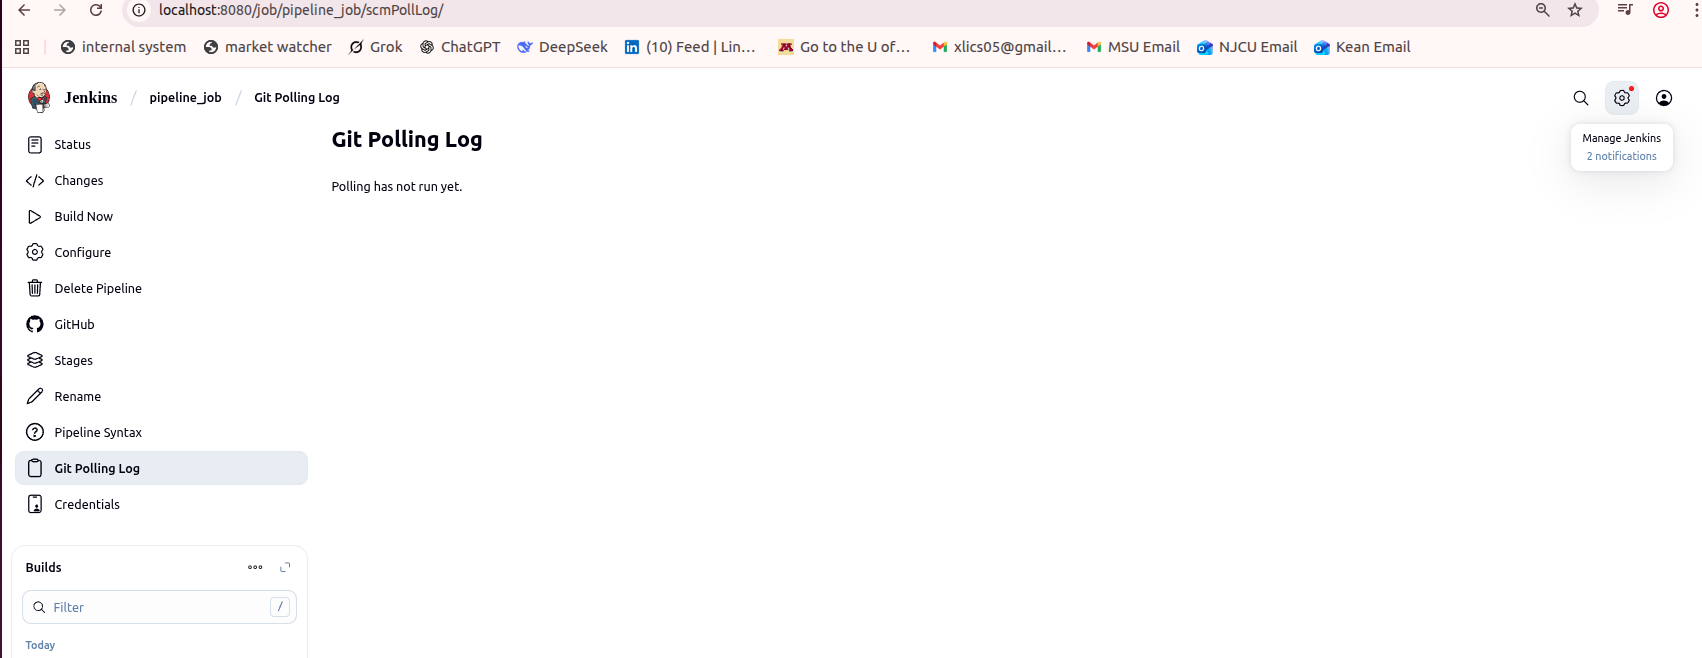 localhost:8080/job/pipeline_job/scmPollLog/
internal system market watcher Grok ChatGPT DeepSeek (10) Feed | Lin... Go to the U of... xlics05@gmail... MSU Email NJCU Email Kean Email
Jenkins / pipeline_job / Git Polling Log
Manage Jenkins
2 notifications
Status
Changes
Build Now
Configure
Delete Pipeline
GitHub
Stages
Rename
Pipeline Syntax
Git Polling Log
Credentials
Builds
Filter /
Today
Git Polling Log
Polling has not run yet.